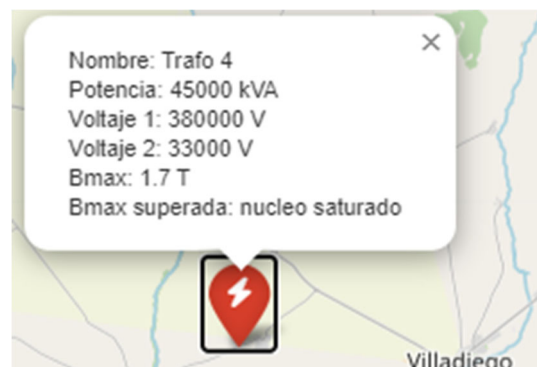 Nombre: Trafo 4
Potencia: 45000 kVA
Voltaje 1: 380000 V
Voltaje 2: 33000 V
Bmax: 1.7 T
Bmax superada: nucleo saturado
Villadiego